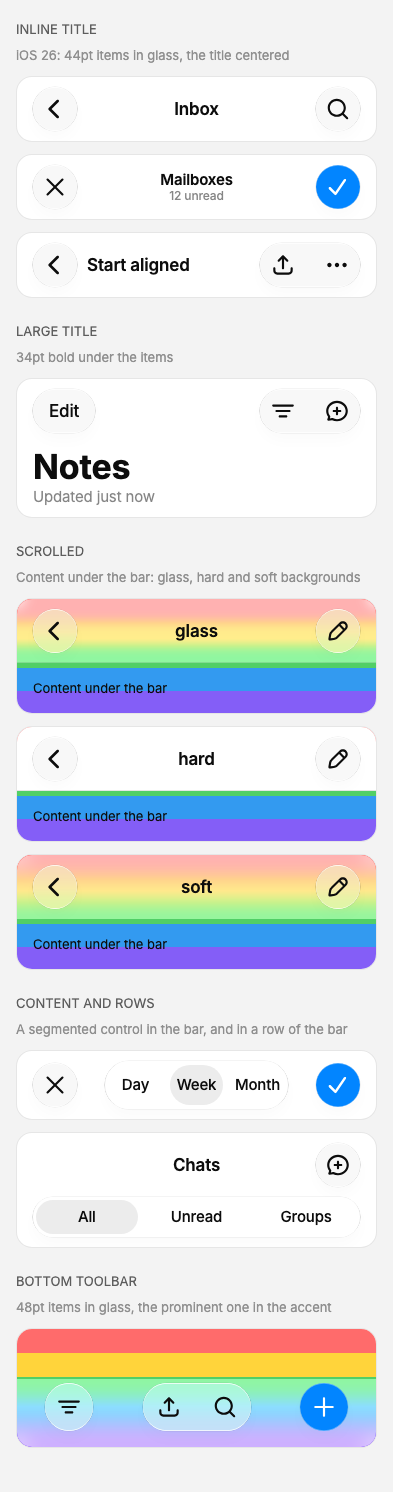 INLINE TITLE
iOS 26: 44pt items in glass, the title centered
Inbox
Mailboxes
12 unread
Start aligned
LARGE TITLE
34pt bold under the items
Edit
Notes
Updated just now
SCROLLED
Content under the bar: glass, hard and soft backgrounds
glass
Content under the bar
hard
Content under the bar
soft
Content under the bar
CONTENT AND ROWS
A segmented control in the bar, and in a row of the bar
Day Week Month
Chats
All Unread Groups
BOTTOM TOOLBAR
48pt items in glass, the prominent one in the accent